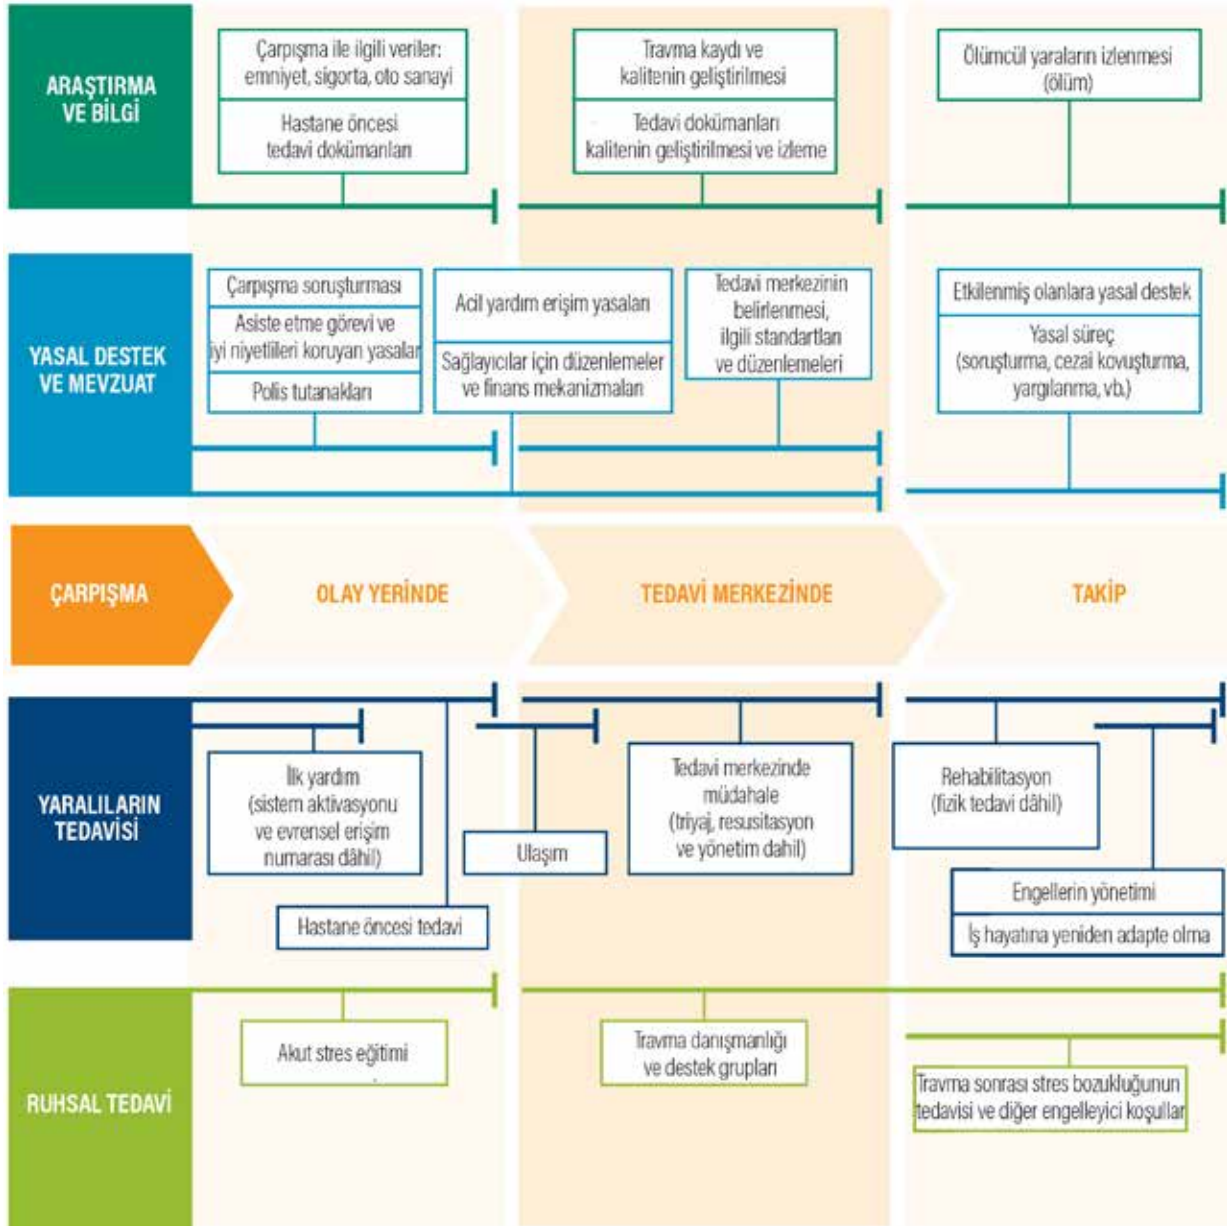 ARAŞTIRMA
VE BİLGİ
Çarpışma ile ilgili veriler:
emniyet, sigorta, oto sanayi
Hastane öncesi
tedavi dokümanları
Travma kaydı ve
kalitenin geliştirilmesi
Tedavi dokümanları
kalitenin geliştirilmesi ve izleme
Ölümcül yaraların izlenmesi
(ölüm)
YASAL DESTEK
VE MEVZUAT
Çarpışma soruşturması
Asiste etme görevi ve
iyi niyetlileri koruyan yasalar
Polis tutanakları
Acil yardım erişim yasaları
Sağlayıcılar için düzenlemeler
ve finans mekanizmaları
Tedavi merkezinin
belirlenmesi,
ilgili standartları
ve düzenlemeleri
Etkilenmiş olanlara yasal destek
Yasal süreç
(soruşturma, cezai kovuşturma,
yargılanma, vb.)
ÇARPIŞMA
OLAY YERİNDE
TEDAVİ MERKEZİNDE
TAKİP
YARALILARIN
TEDAVİSİ
İlk yardım
(sistem aktivasyonu
ve evrensel erişim
numarası dâhil)
Hastane öncesi tedavi
Ulaşım
Tedavi merkezinde
müdahale
(triyaj, resusitasyon
ve yönetim dahil)
Rehabilitasyon
(fizik tedavi dâhil)
Engellerin yönetimi
İş hayatına yeniden adapte olma
RUHSAL TEDAVİ
Akut stres eğitimi
Travma danışmanlığı
ve destek grupları
Travma sonrası stres bozukluğunun
tedavisi ve diğer engelleyici koşullar